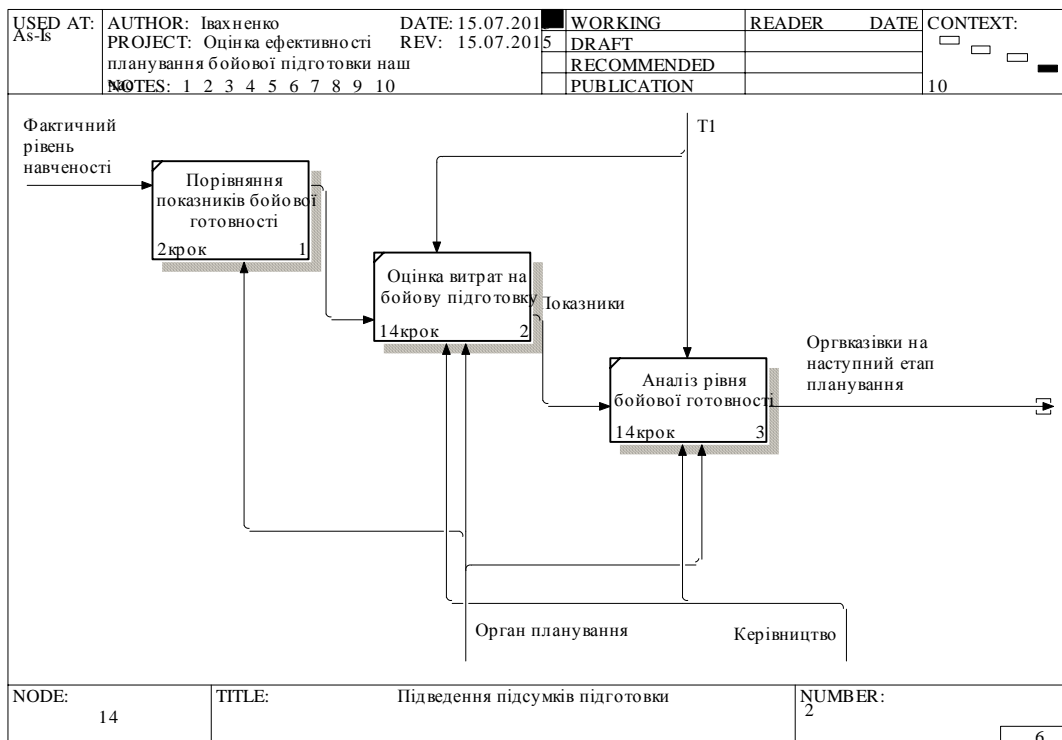 USED AT:
As-Is
AUTHOR: Івахненко
DATE: 15.07.201
PROJECT: Оцінка ефективності
REV: 15.07.2015
планування бойової підготовки наш
NOTES: 1 2 3 4 5 6 7 8 9 10
WORKING
DRAFT
RECOMMENDED
PUBLICATION
READER DATE
CONTEXT:
10
Фактичний
рівень
навченості
T1
Порівняння
показників бойової
готовності
2крок 1
Оцінка витрат на
бойову підготовку
14крок 2
Показники
Аналіз рівня
бойової готовності
14крок 3
Оргвказівки на
наступний етап
планування
Орган планування
Керівництво
NODE:
14
TITLE: Підведення підсумків підготовки
NUMBER:
2
6